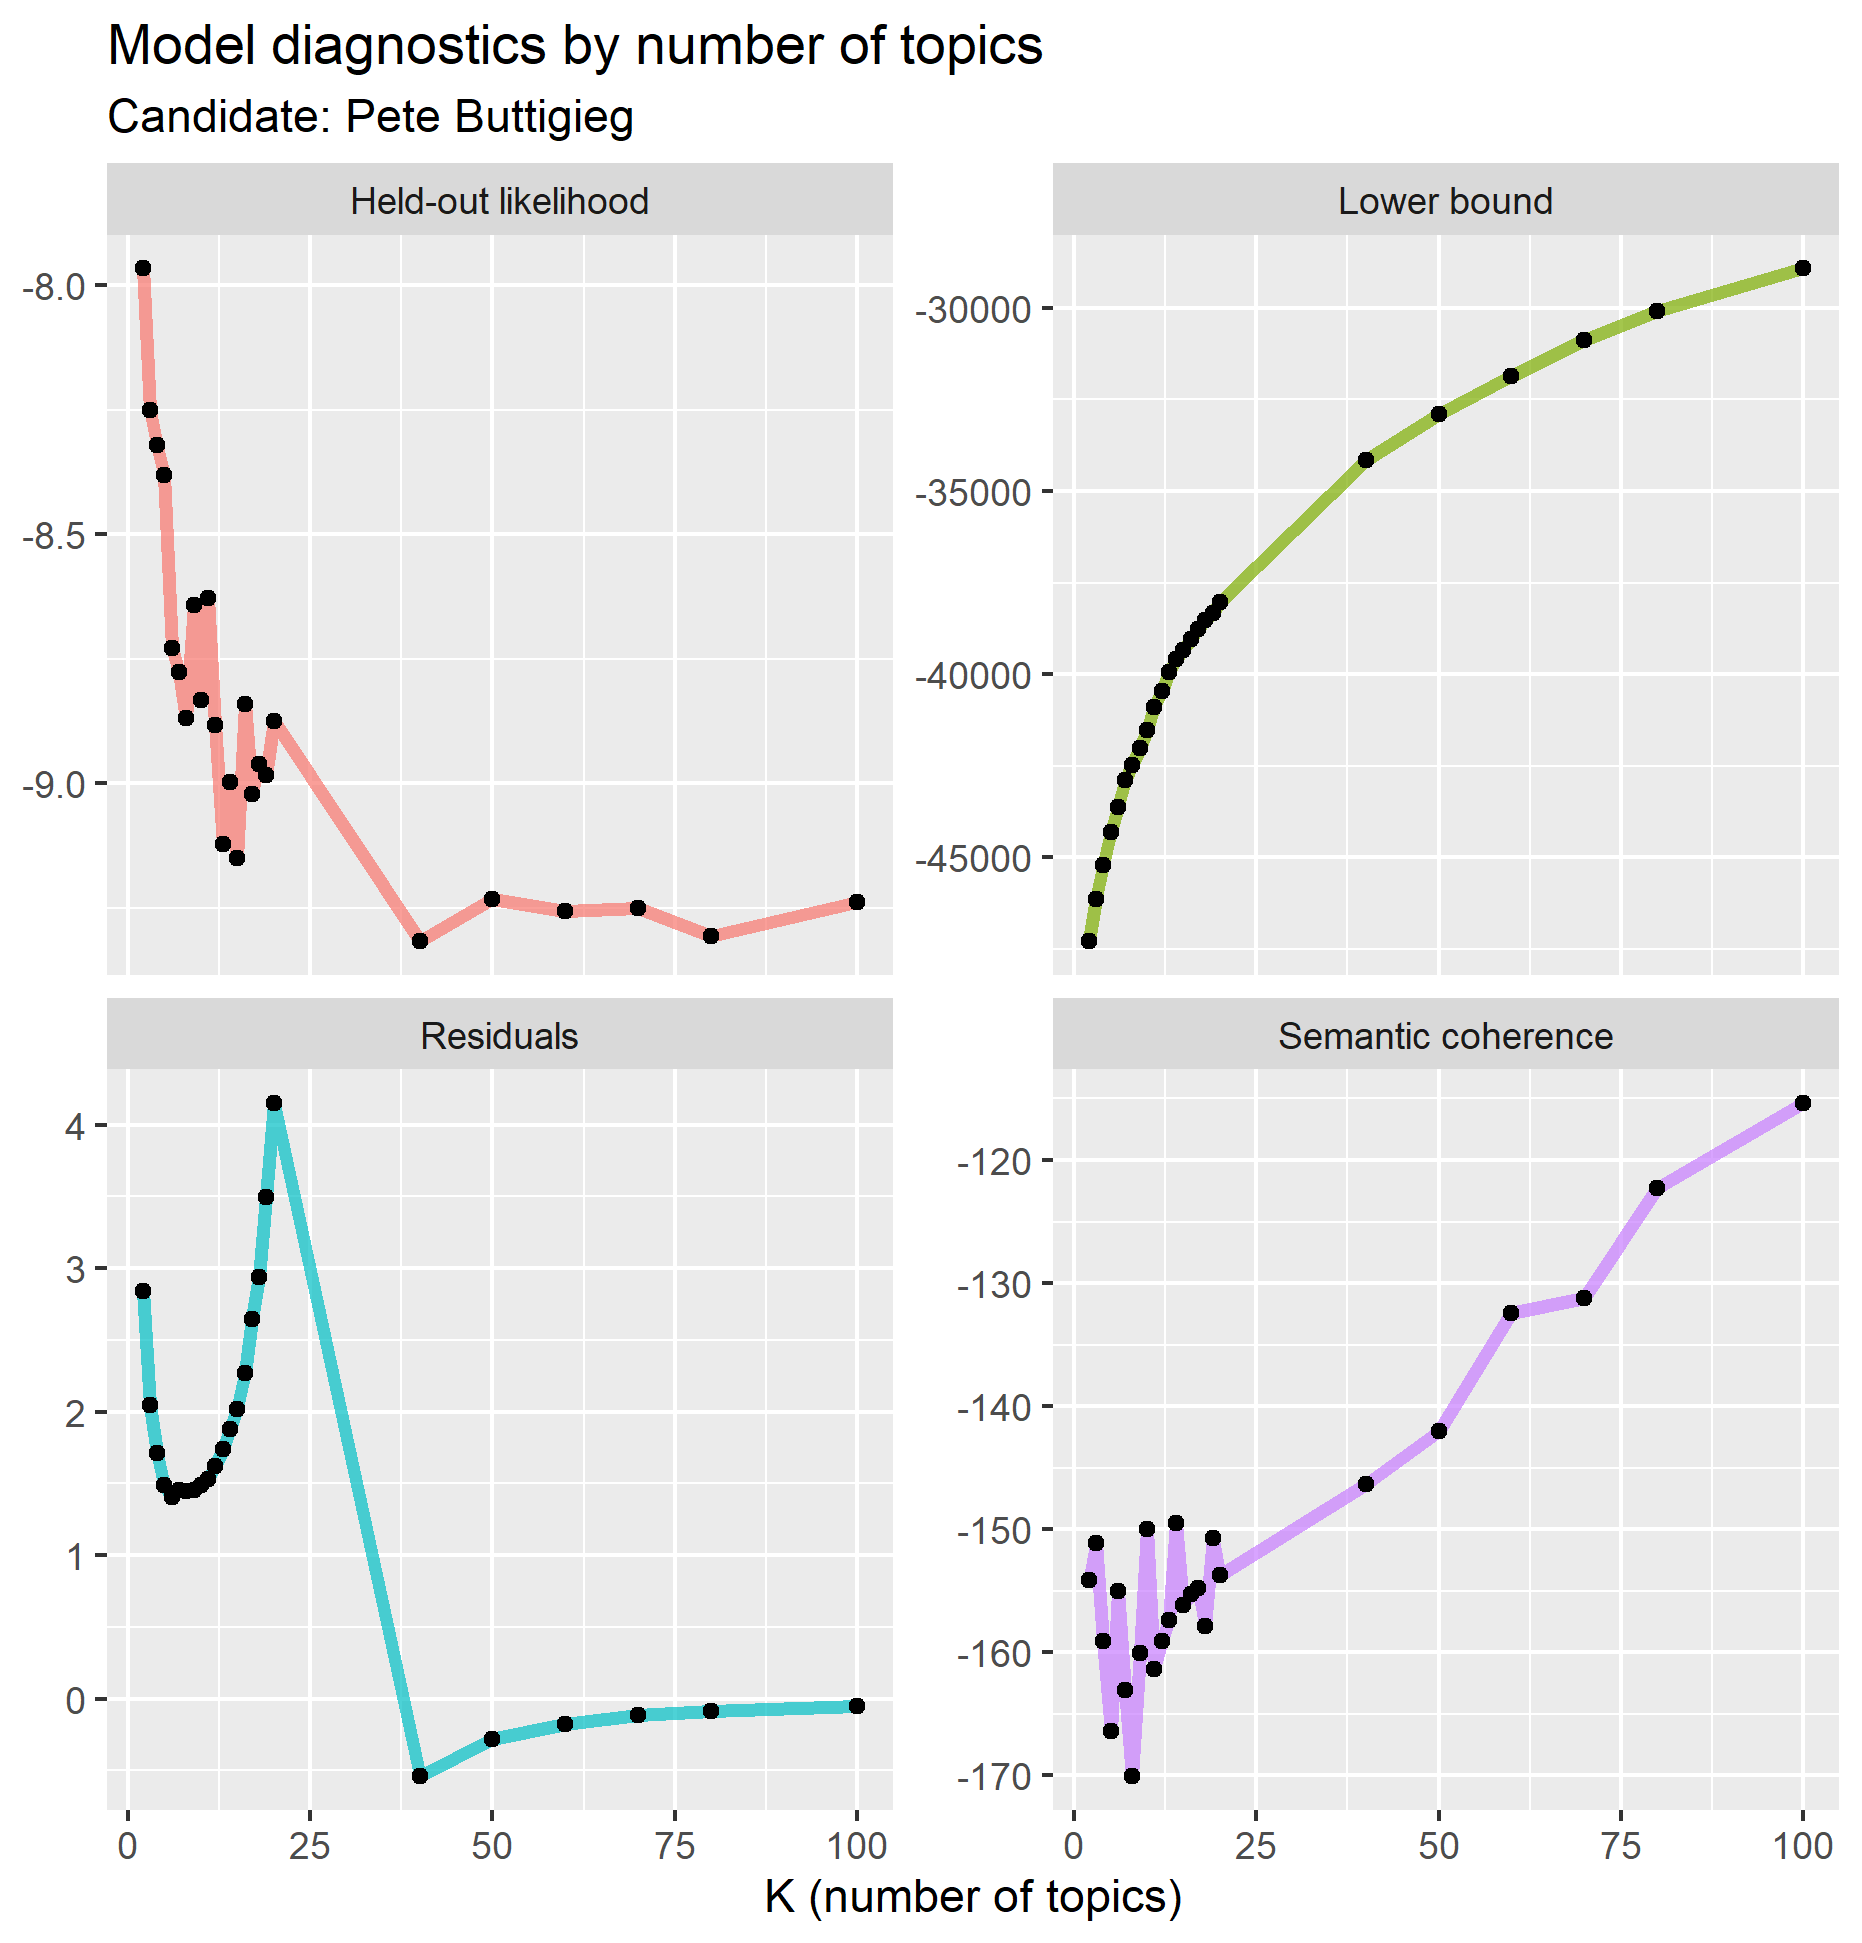 Model diagnostics by number of topics
Candidate: Pete Buttigieg
Held-out likelihood
Lower bound
-8.0
-8.5
-9.0
-30000
-35000
-40000
-45000
Residuals
Semantic coherence
4
3
2
1
0
-120
-130
-140
-150
-160
-170
0 25 50 75 100
0 25 50 75 100
K (number of topics)